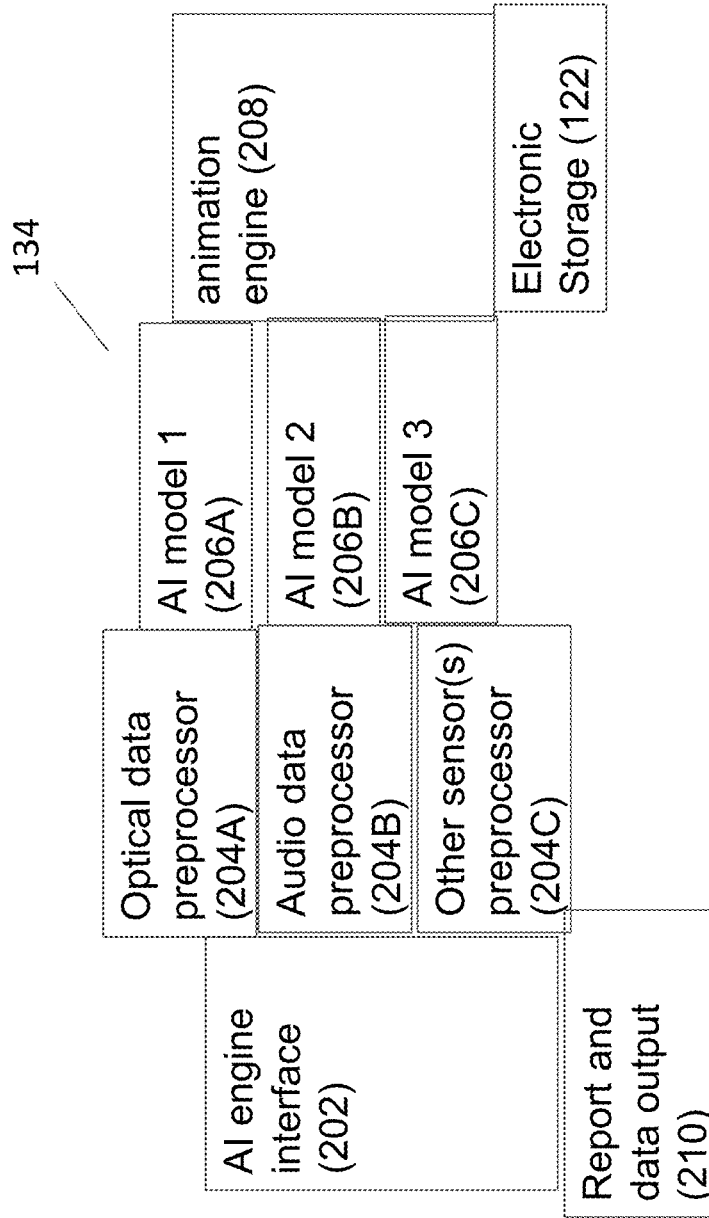 134
AI engine
interface
(202)
Report and
data output
(210)
Optical data
preprocessor
(204A)
Audio data
preprocessor
(204B)
Other sensor(s)
preprocessor
(204C)
AI model 1
(206A)
AI model 2
(206B)
AI model 3
(206C)
animation
engine (208)
Electronic
Storage (122)